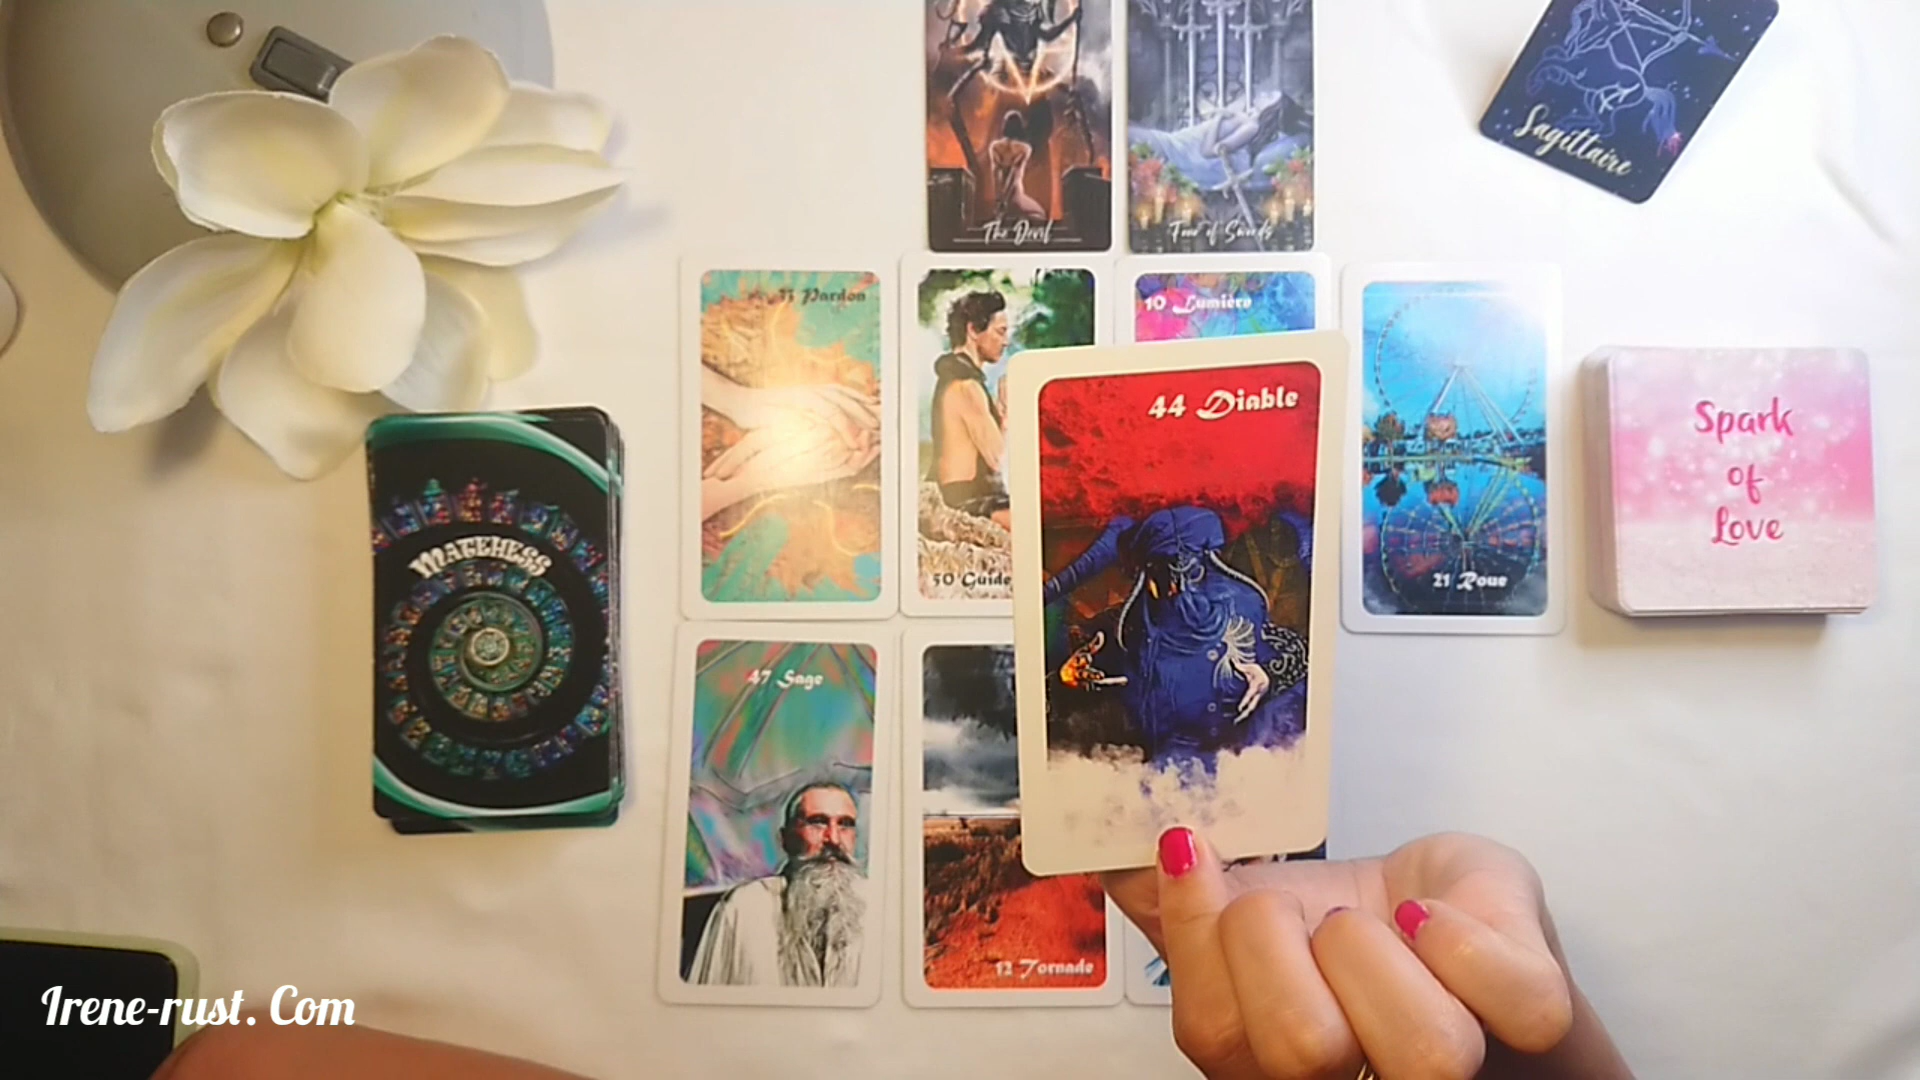 Sagittaire
The Devil
Four of Swords
Pardon
10 Lumière
44 Diable
50 Guide
21 Roue
Spark
of
Love
MATEHESS
47 Sage
12 Tornade
Irene-rust. Com